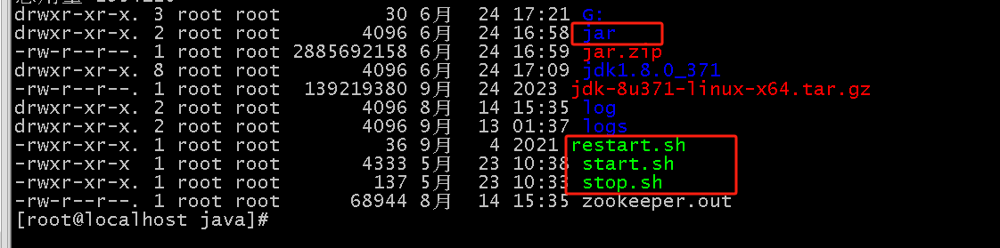 drwxr-xr-x. 3 root root         30 6月  24 17:21 G:
drwxr-xr-x. 2 root root       4096 6月  24 16:58 jar
-rw-r--r--. 1 root root 2885692158 6月  24 16:59 jar.zip
drwxr-xr-x. 8 root root       4096 6月  24 17:09 jdk1.8.0_371
-rw-r--r--. 1 root root  139219380 9月  24 2023 jdk-8u371-linux-x64.tar.gz
drwxr-xr-x. 2 root root       4096 8月  14 15:35 log
drwxr-xr-x. 2 root root       4096 9月  13 01:37 logs
-rwxr-xr-x. 1 root root         36 9月   4 2021 restart.sh
-rwxr-xr-x  1 root root       4333 5月  23 10:38 start.sh
-rwxr-xr-x. 1 root root        137 5月  23 10:33 stop.sh
-rw-r--r--. 1 root root      68944 8月  14 15:35 zookeeper.out
[root@localhost java]#